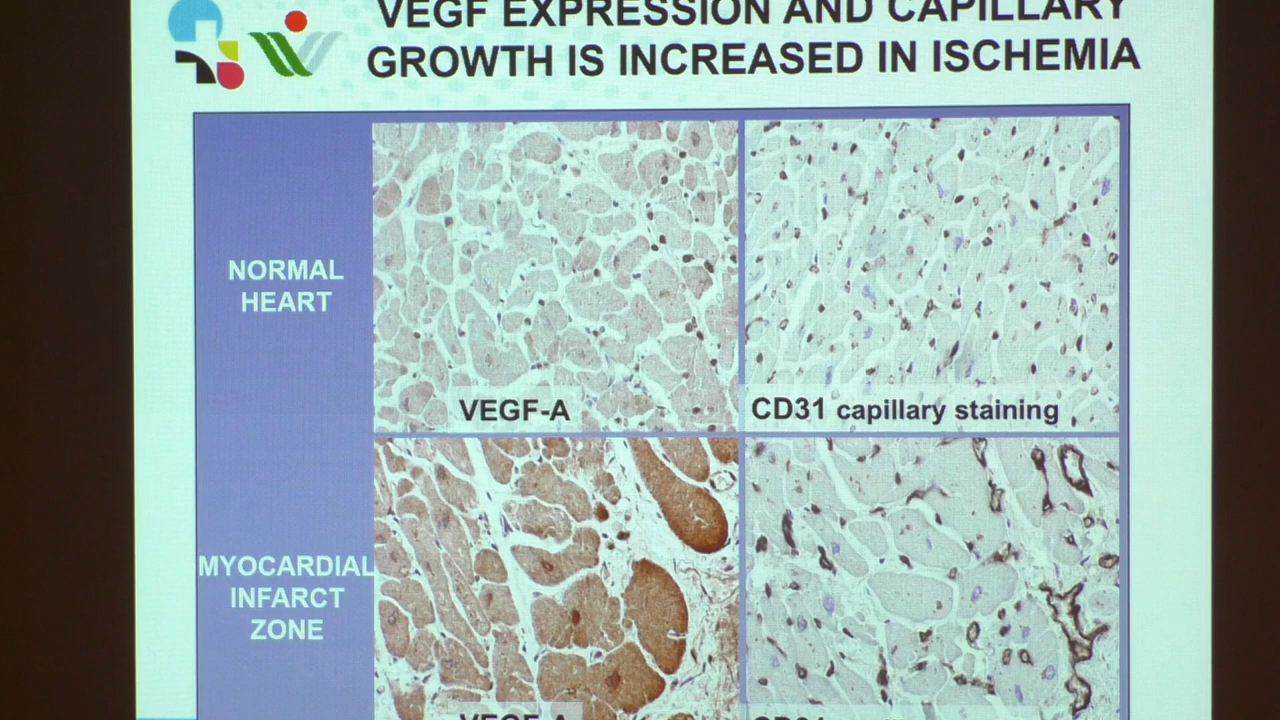 VEGF EXPRESSION AND CAPILLARY
GROWTH IS INCREASED IN ISCHEMIA
NORMAL
HEART
VEGF-A
CD31 capillary staining
MYOCARDIAL
INFARCT
ZONE
VEGF-A
CD31